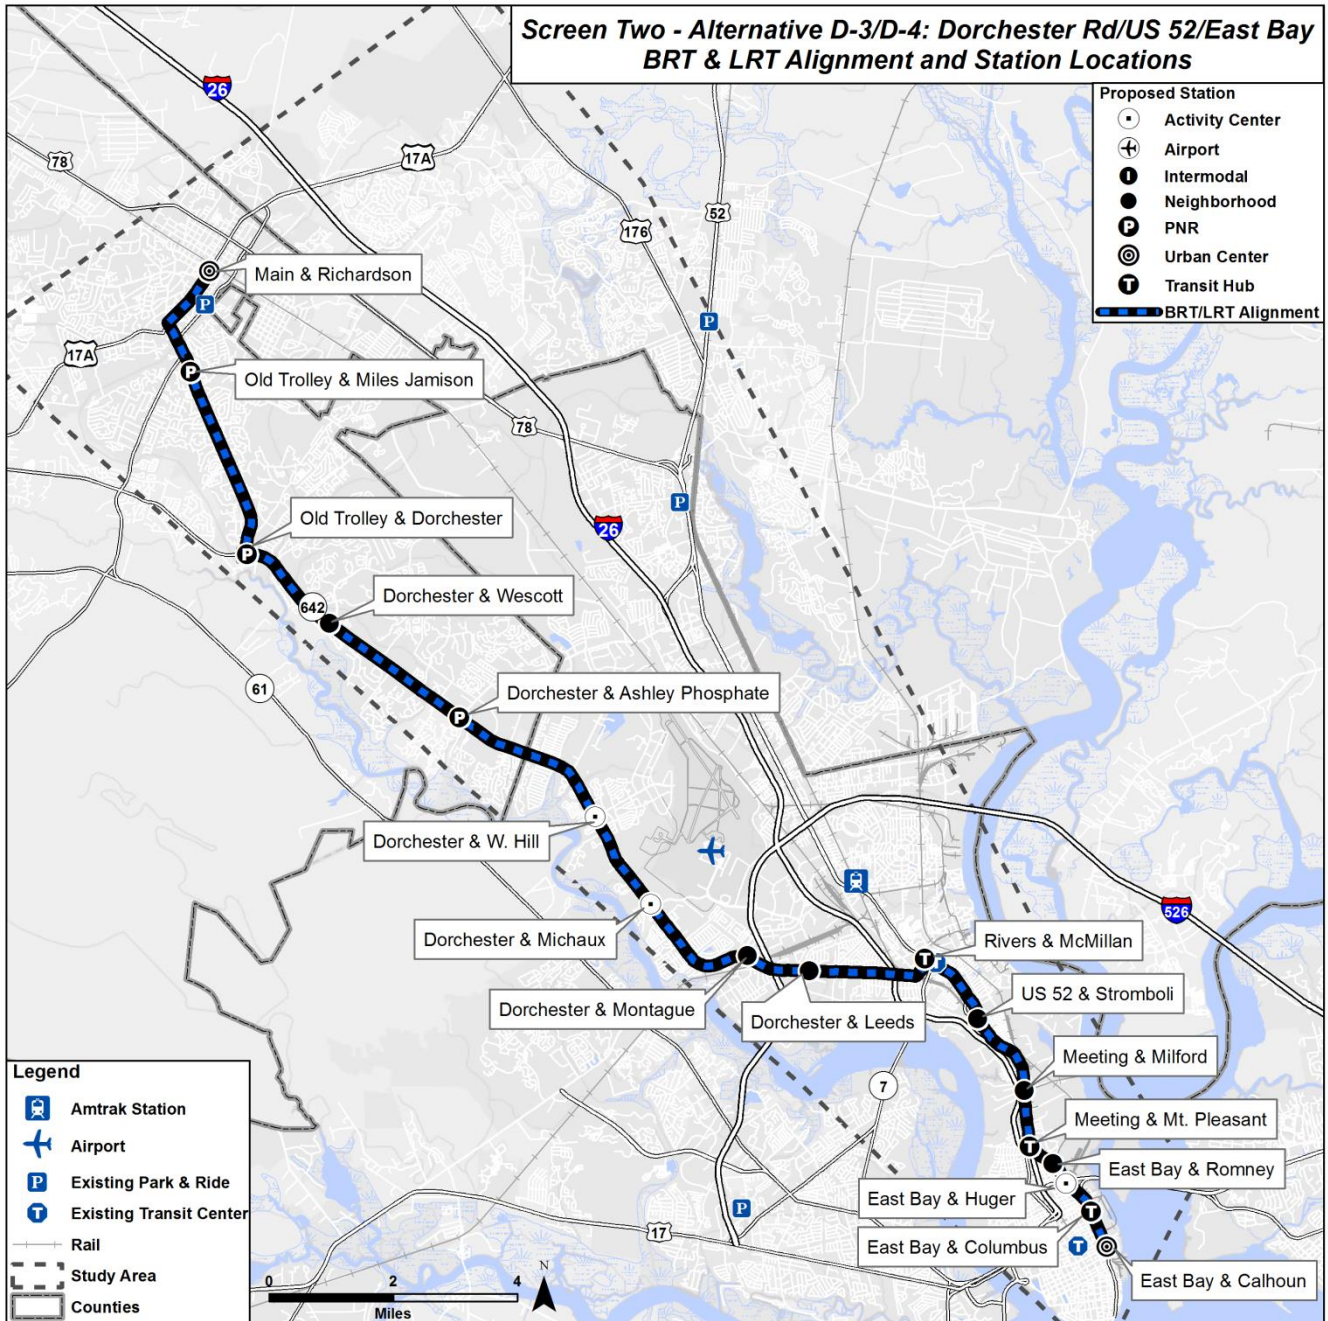 Screen Two - Alternative D-3/D-4: Dorchester Rd/US 52/East Bay
BRT & LRT Alignment and Station Locations
Proposed Station
Activity Center
Airport
I Intermodal
Neighborhood
P PNR
Urban Center
T Transit Hub
BRT/LRT Alignment
26
17A
78
176
52
Main & Richardson
P
P
17A
P
Old Trolley & Miles Jamison
78
P
Old Trolley & Dorchester
26
P
Dorchester & Wescott
642
61
Dorchester & Ashley Phosphate
P
Dorchester & W. Hill
526
Dorchester & Michaux
Rivers & McMillan
T
T
US 52 & Stromboli
Dorchester & Montague
Dorchester & Leeds
Meeting & Milford
7
Meeting & Mt. Pleasant
T
East Bay & Romney
East Bay & Huger
P
T
17
East Bay & Columbus
T
East Bay & Calhoun
Legend
Amtrak Station
Airport
P Existing Park & Ride
T Existing Transit Center
Rail
Study Area
Counties
0 2 4
Miles
N